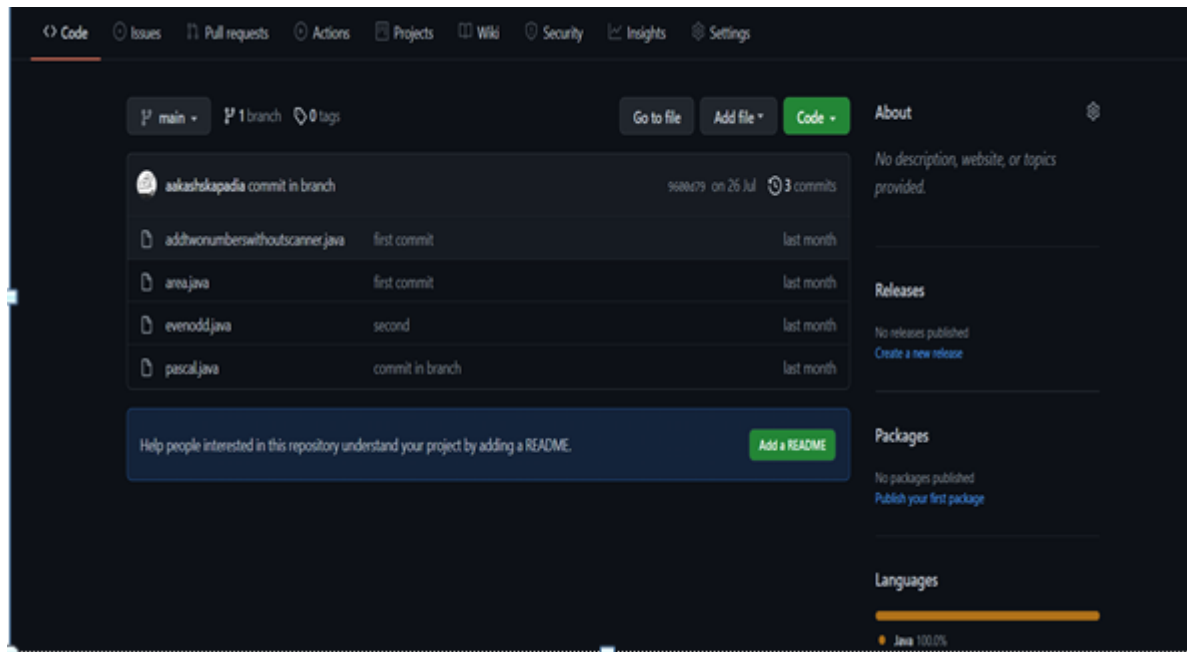 Code Issues Pull requests Actions Projects Wiki Security Insights Settings
main 1 branch 0 tags Go to file Add file Code
aakashskapadia commit in branch 9600d79 on 26 Jul 3 commits
addtwonumberswithoutscanner.java first commit last month
area.java first commit last month
evenodd.java second last month
pascal.java commit in branch last month
Help people interested in this repository understand your project by adding a README. Add a README
About
No description, website, or topics
provided.
Releases
No releases published
Create a new release
Packages
No packages published
Publish your first package
Languages
Java 100.0%